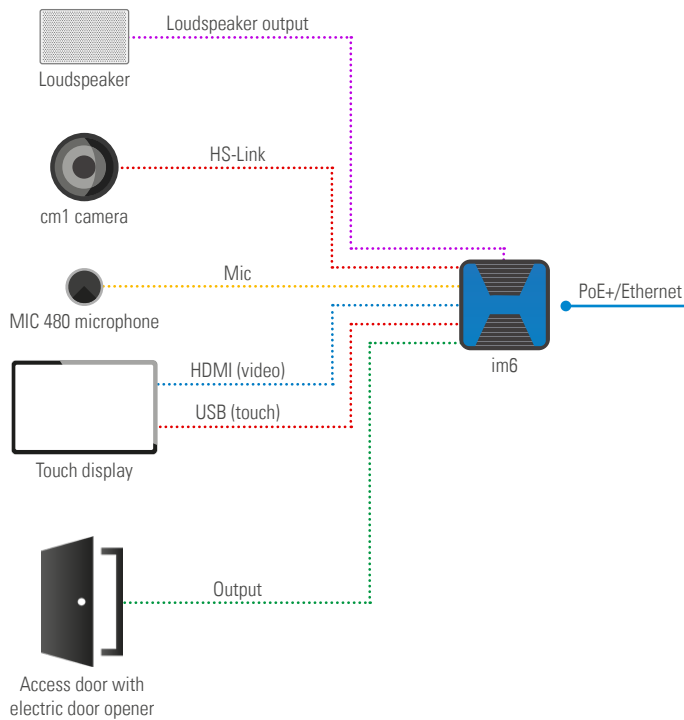 Loudspeaker output
Loudspeaker
HS-Link
cm1 camera
Mic
MIC 480 microphone
PoE+/Ethernet
im6
HDMI (video)
USB (touch)
Touch display
Output
Access door with
electric door opener